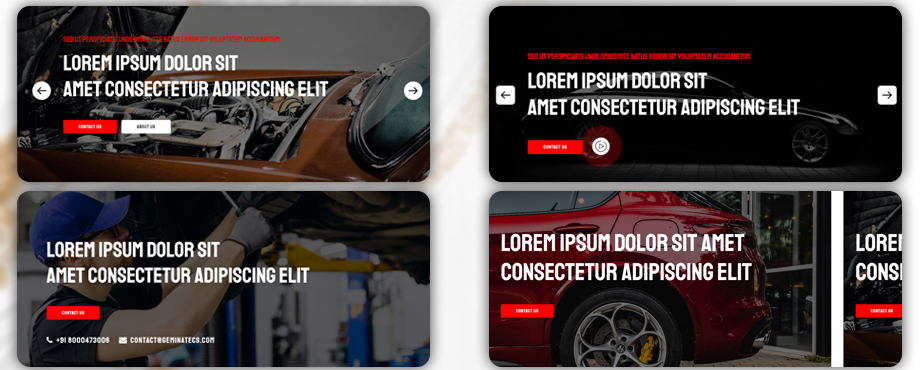 SED UT PERSPICIATIS UNDE OMNIS ISTE NATUS ERROR SIT VOLUPTATEM ACCUSANTIUM
LOREM IPSUM DOLOR SIT
AMET CONSECTETUR ADIPISCING ELIT
CONTACT US
ABOUT US
SED UT PERSPICIATIS UNDE OMNIS ISTE NATUS ERROR SIT VOLUPTATEM ACCUSANTIUM
LOREM IPSUM DOLOR SIT
AMET CONSECTETUR ADIPISCING ELIT
CONTACT US
LOREM IPSUM DOLOR SIT
AMET CONSECTETUR ADIPISCING ELIT
CONTACT US
+91 8000473006 CONTACT@GEMINATECS.COM
LOREM IPSUM DOLOR SIT AMET
CONSECTETUR ADIPISCING ELIT
CONTACT US
LORE
CONS
CONTACT US